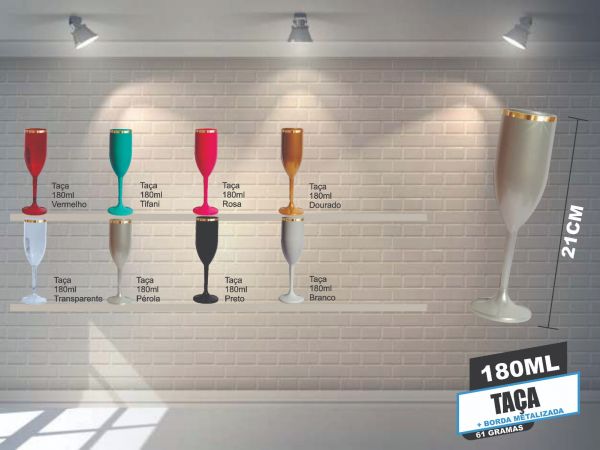 Taça
180ml
Vermelho
Taça
180ml
Tifani
Taça
180ml
Rosa
Taça
180ml
Dourado
Taça
180ml
Transparente
Taça
180ml
Pérola
Taça
180ml
Preto
Taça
180ml
Branco
21CM
180ML
TAÇA
+ BORDA METALIZADA
61 GRAMAS